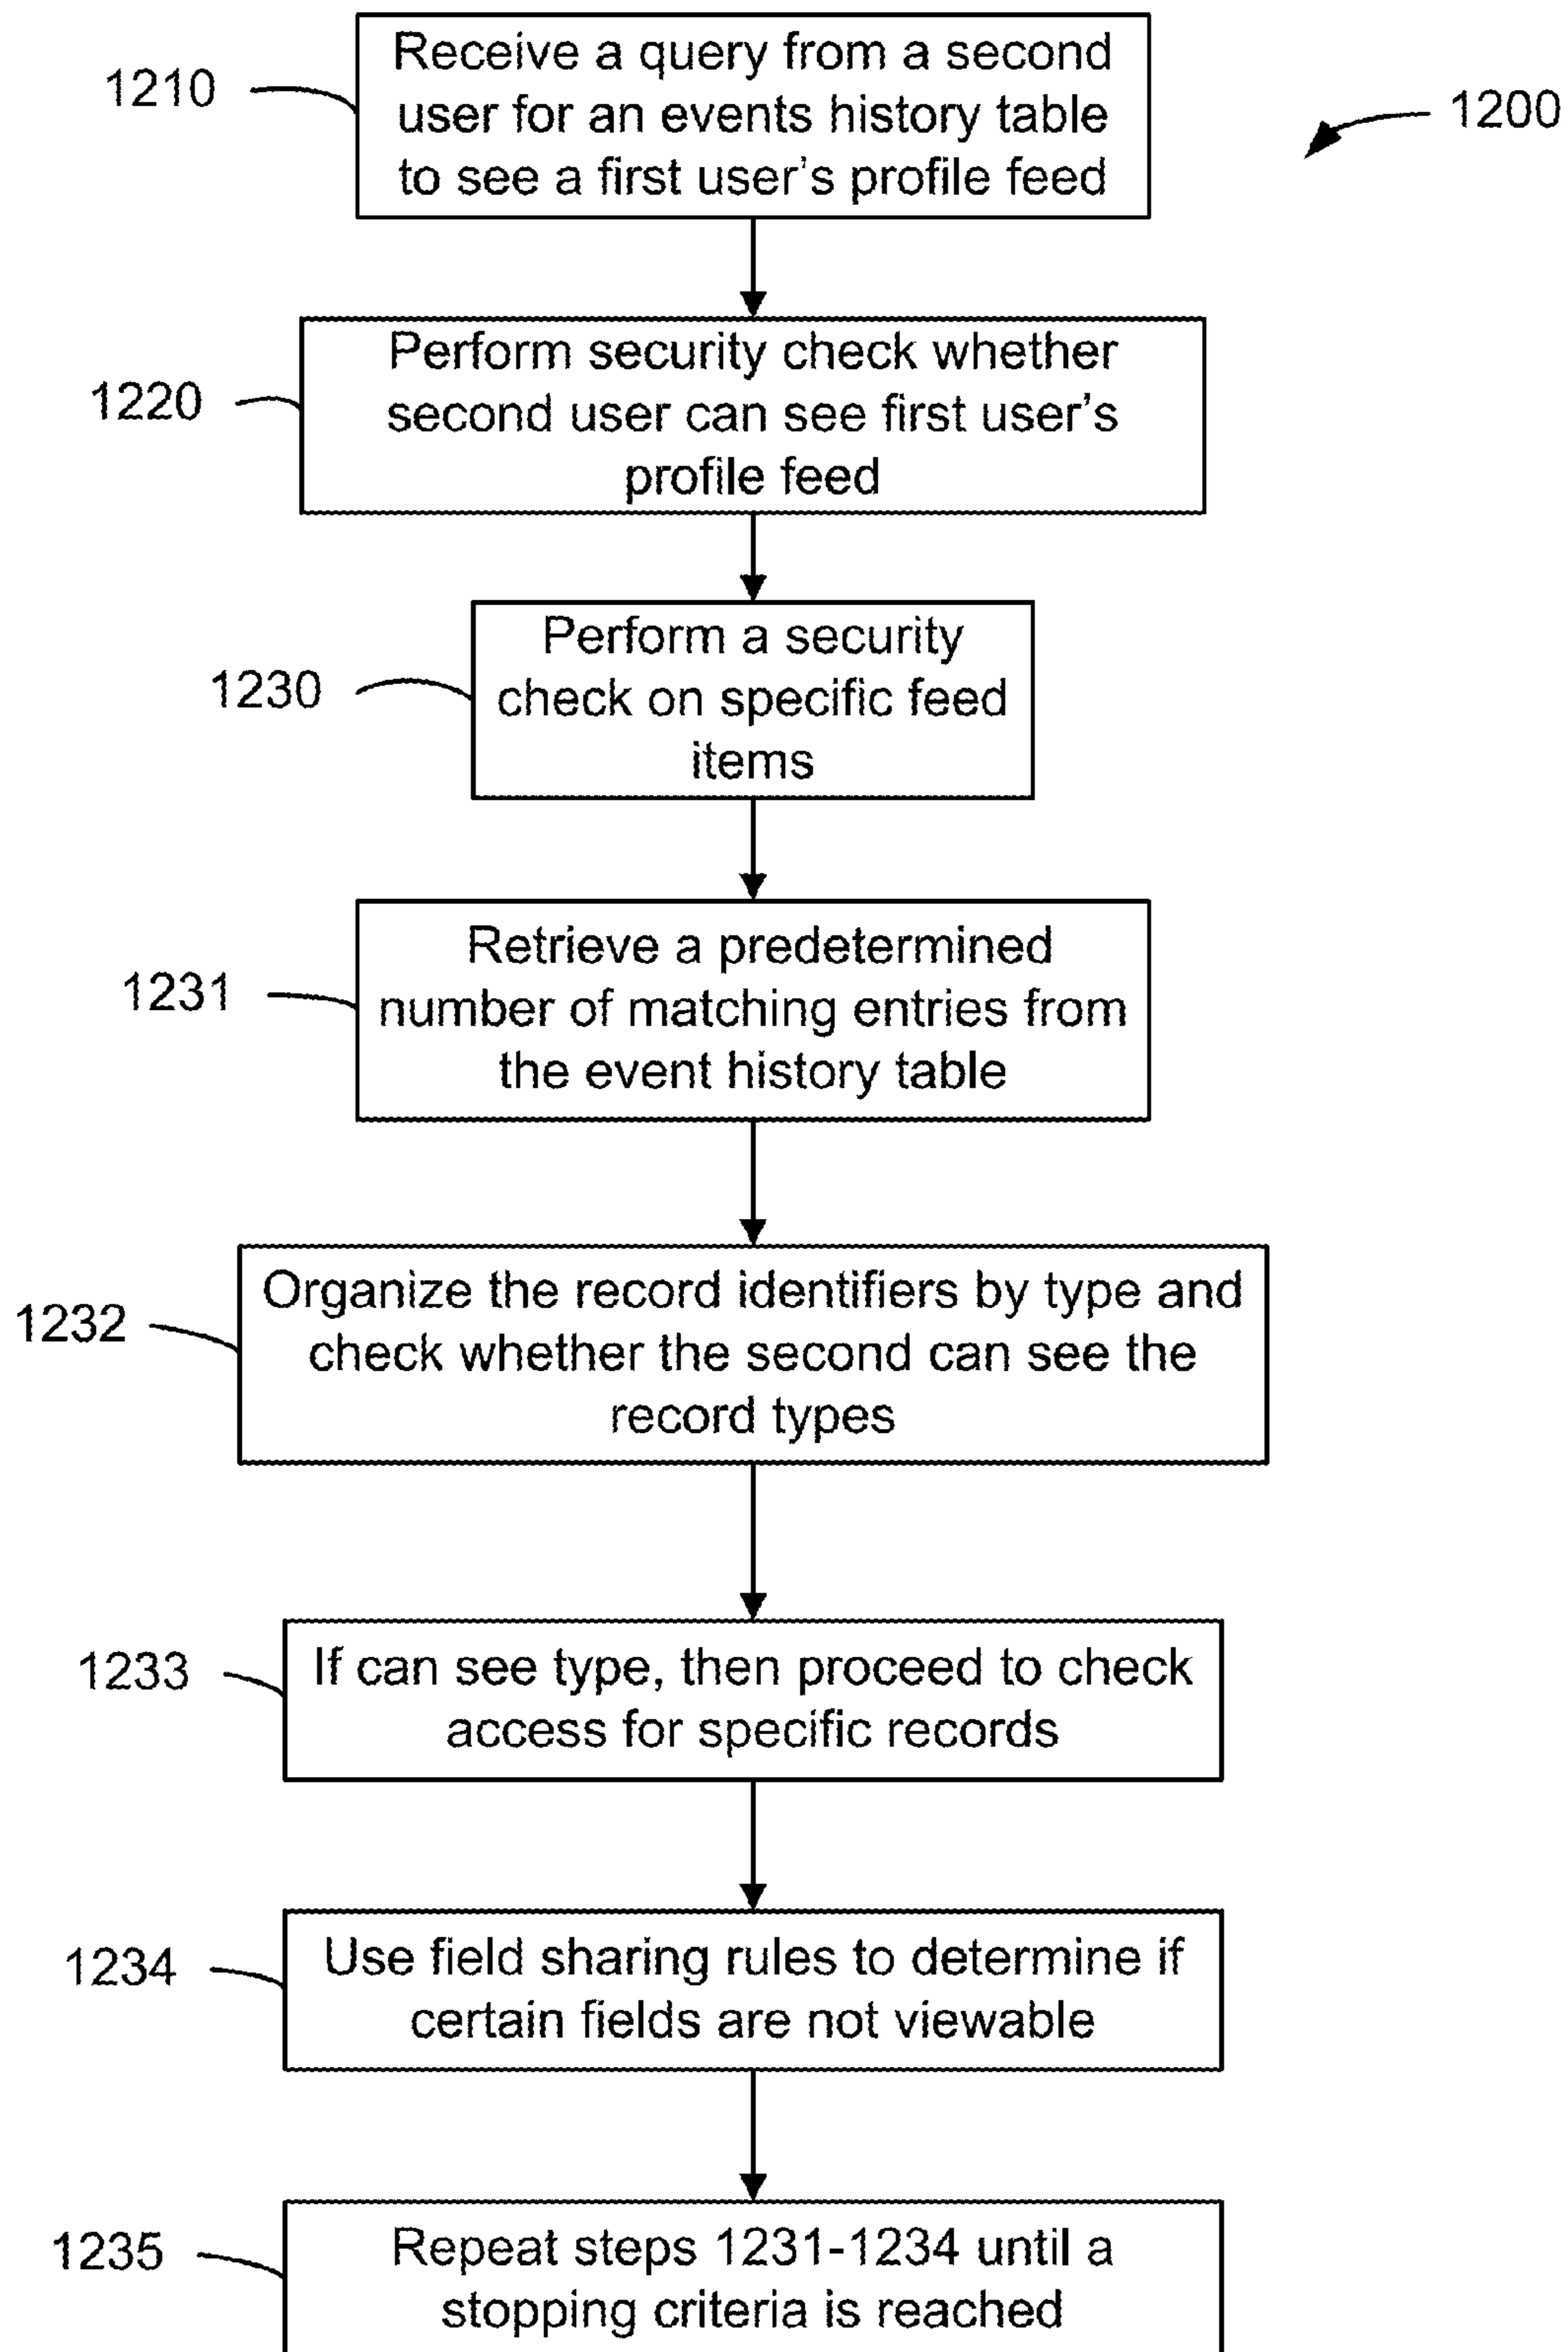 Receive a query from a second
user for an events history table
to see a first user's profile feed
1210
1200
Perform security check whether
second user can see first user's
profile feed
1220
Perform a security
check on specific feed
items
1230
Retrieve a predetermined
number of matching entries from
the event history table
1231
Organize the record identifiers by type and
check whether the second can see the
record types
1232
If can see type, then proceed to check
access for specific records
1233
Use field sharing rules to determine if
certain fields are not viewable
1234
Repeat steps 1231-1234 until a
stopping criteria is reached
1235